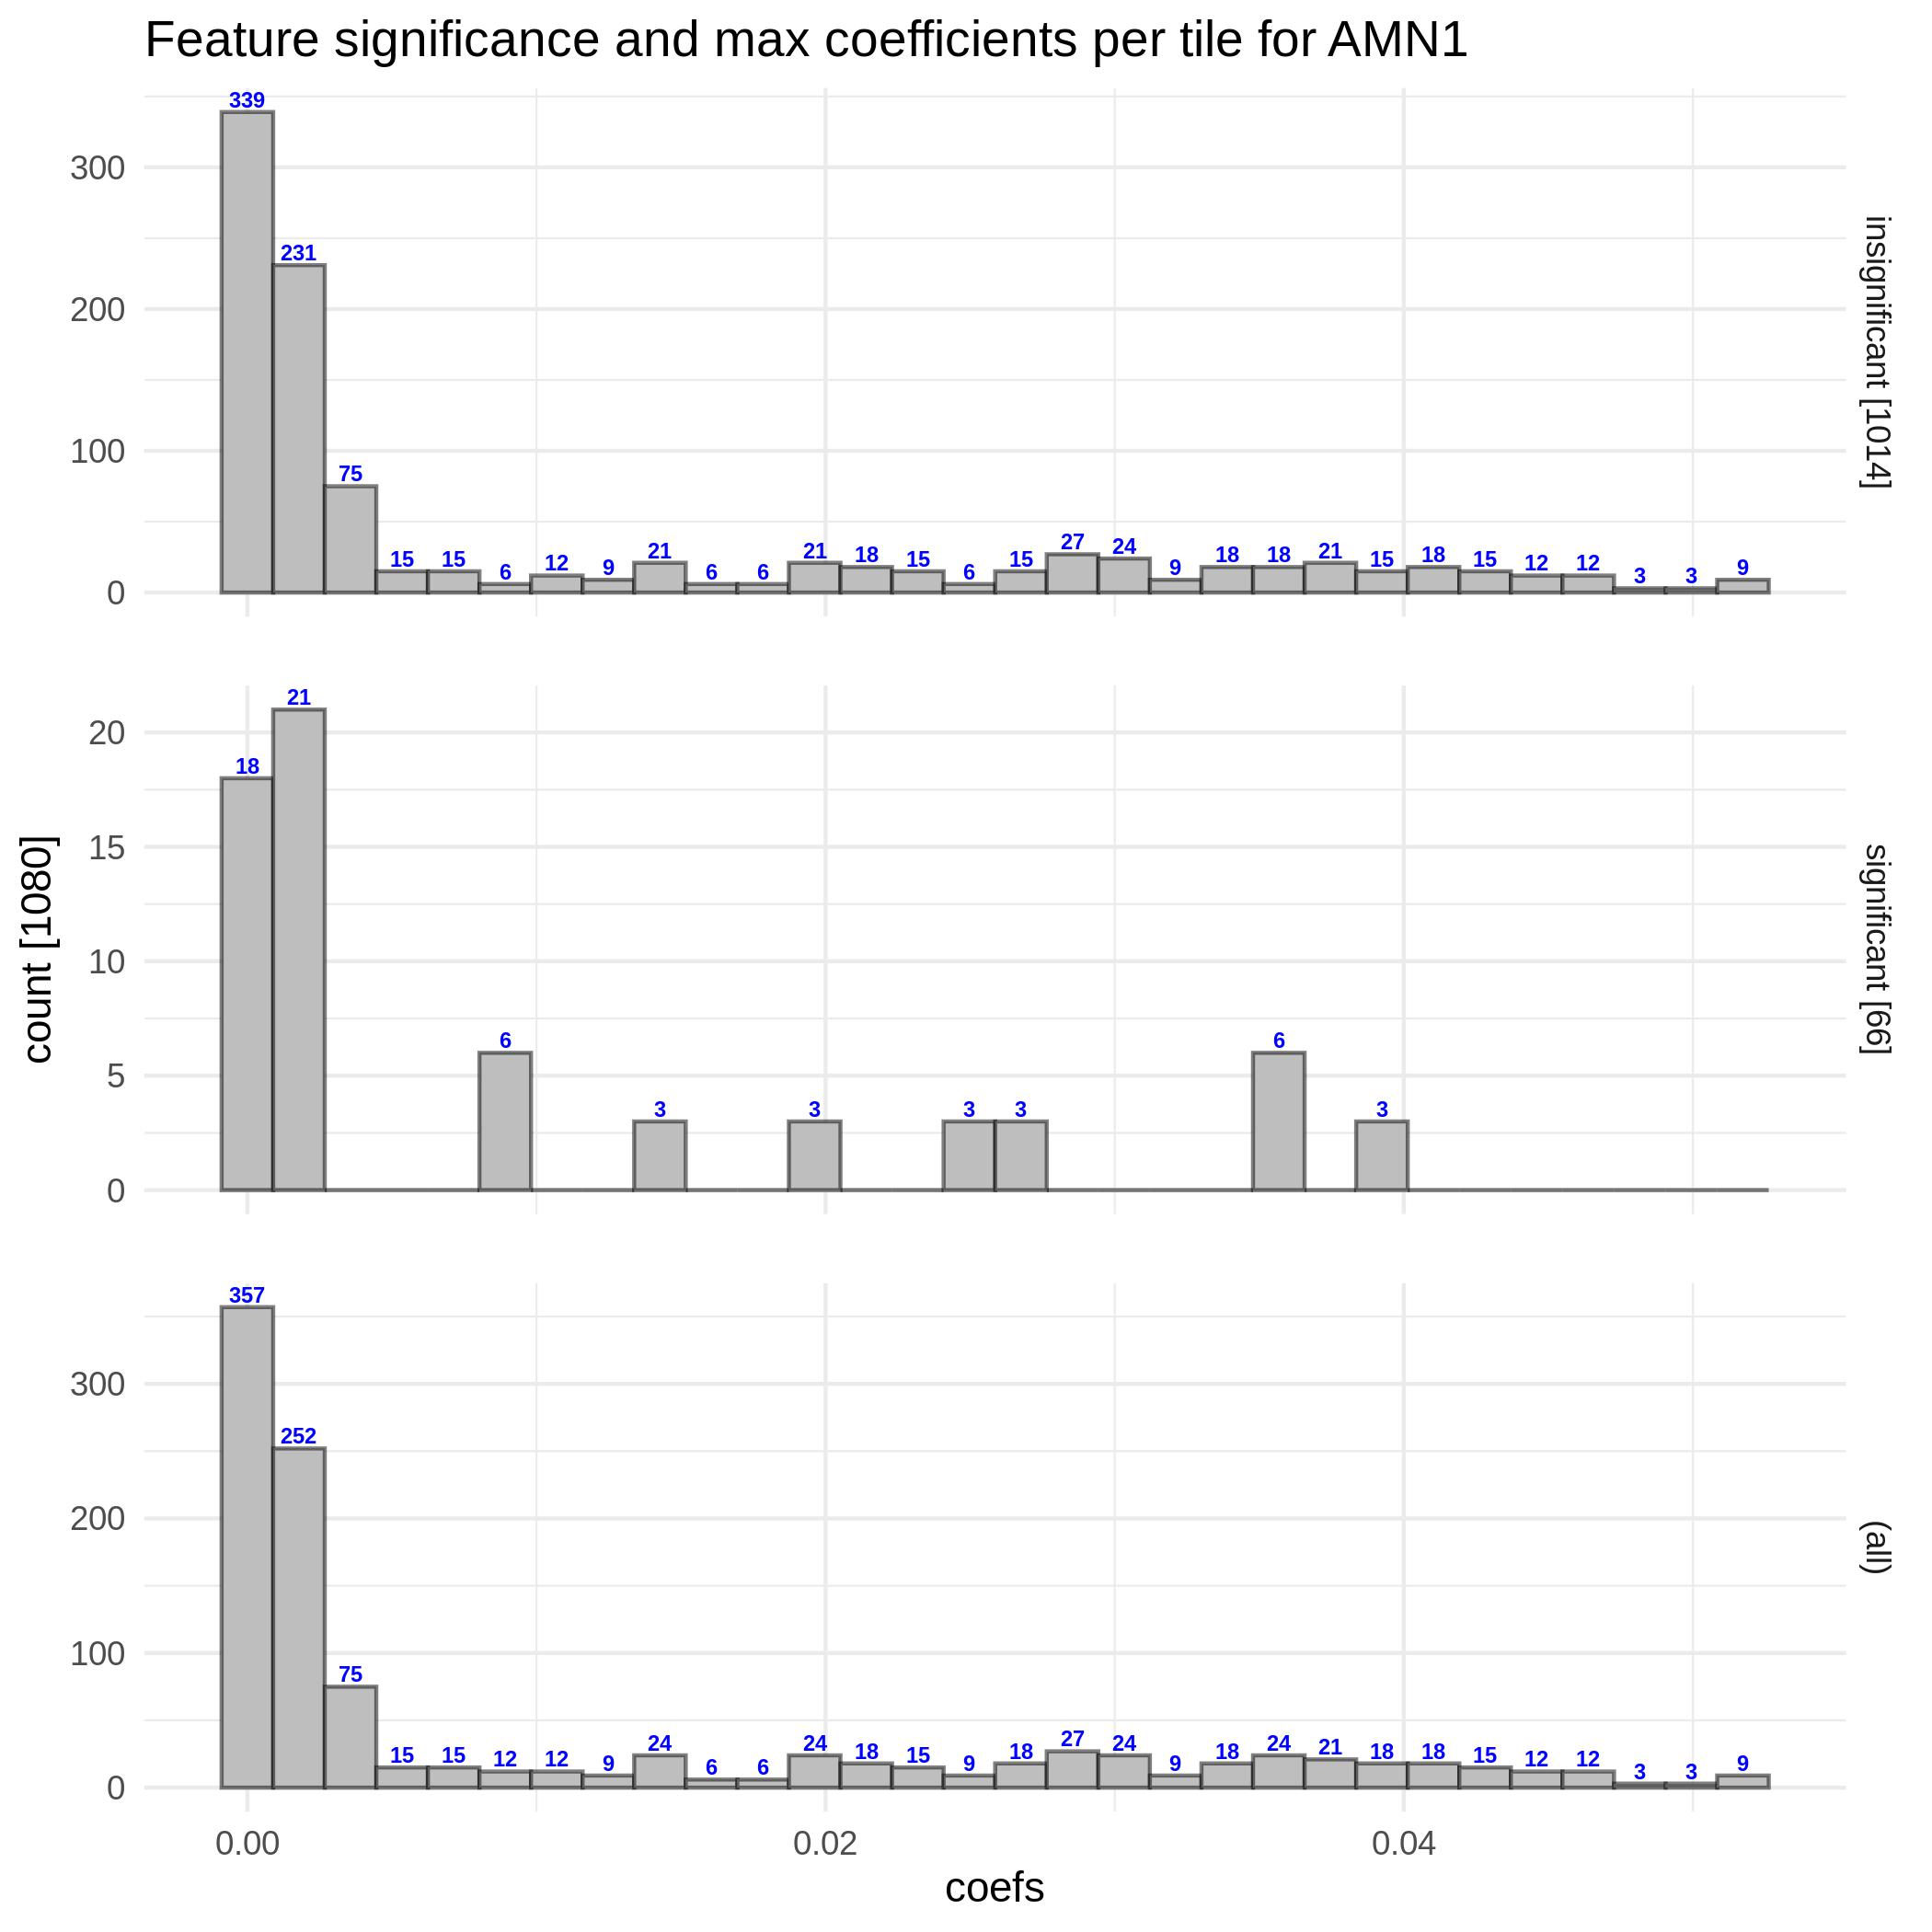 Feature significance and max coefficients per tile for AMN1
count [1080]
300
200
100
0
339 231 75 15 15 6 12 9 21 6 6 21 18 15 6 15 27 24 9 18 18 21 15 18 15 12 12 3 3 9
insignificant [1014]
20
15
10
5
0
18 21 6 3 3 3 3 6 3
significant [66]
300
200
100
0
357 252 75 15 15 12 12 9 24 6 6 24 18 15 9 18 27 24 9 18 24 21 18 18 15 12 12 3 3 9
(all)
0.00 0.02 0.04
coefs